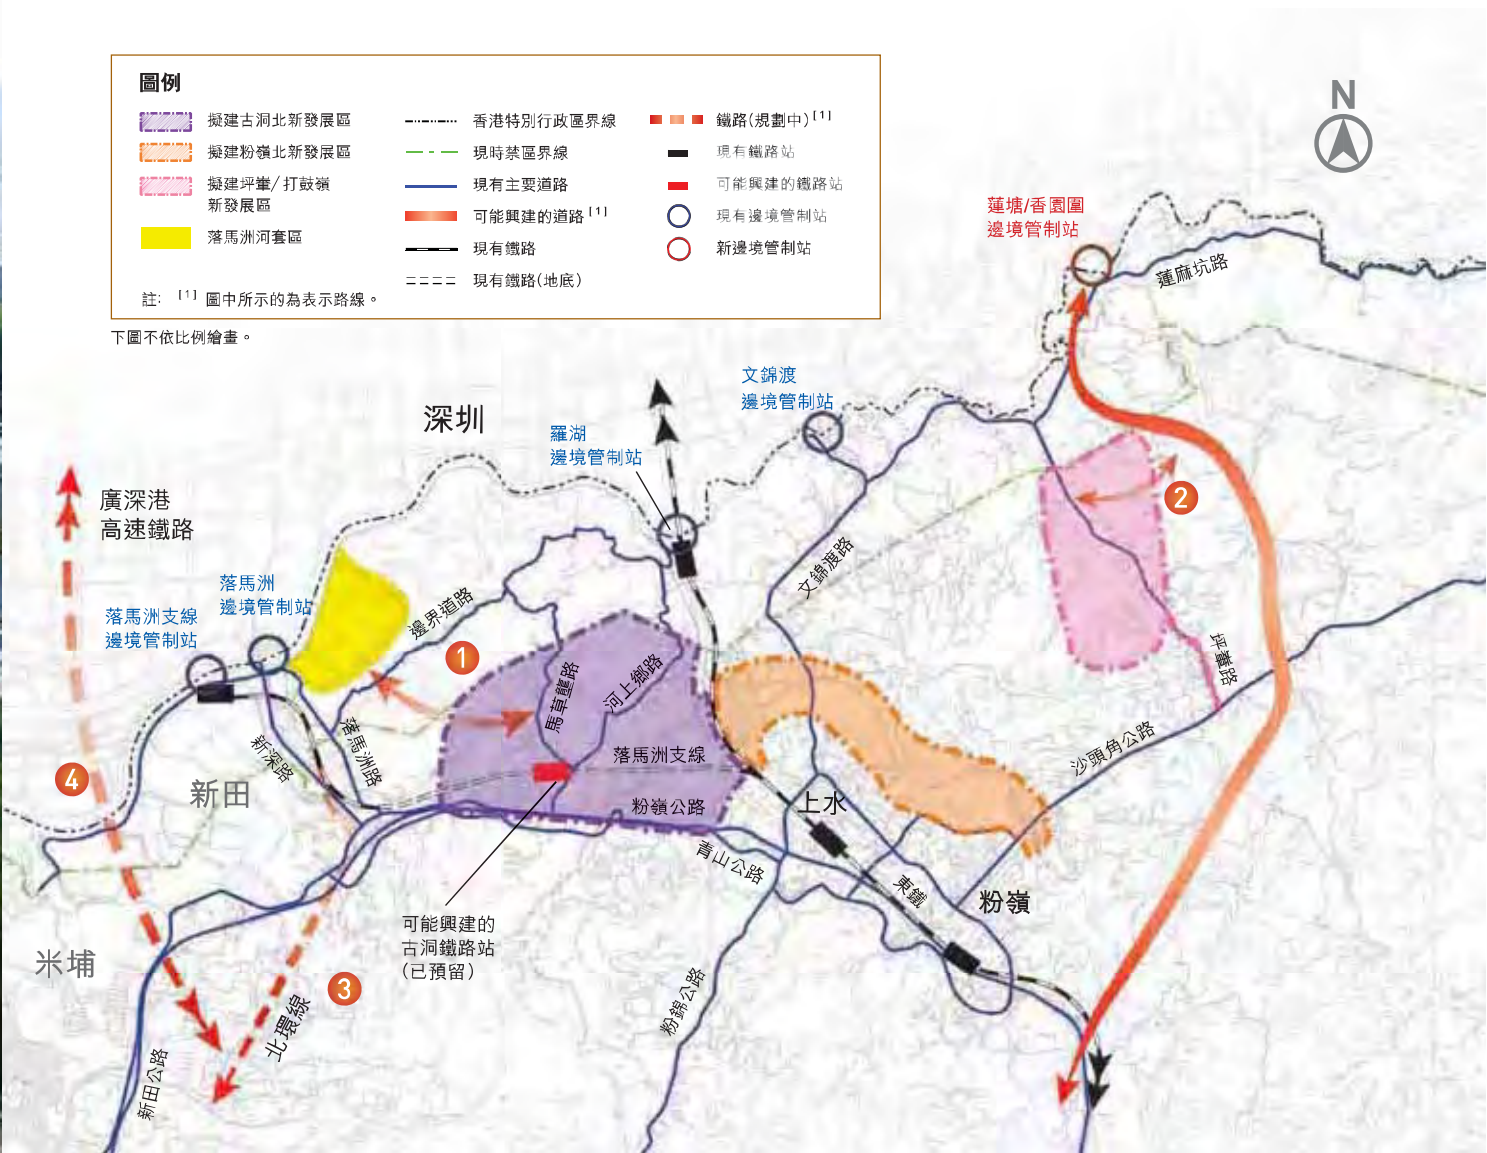 圖例
擬建古洞北新發展區
擬建粉嶺北新發展區
擬建坪輋/打鼓嶺
新發展區
落馬洲河套區
香港特別行政區界線
現時禁區界線
現有主要道路
可能興建的道路[1]
現有鐵路
現有鐵路(地底)
鐵路(規劃中)[1]
現有鐵路站
可能興建的鐵路站
現有邊境管制站
新邊境管制站
註: [1] 圖中所示的為表示路線。
下圖不依比例繪畫。
N
蓮塘/香園圍
邊境管制站
蓮麻坑路
文錦渡
邊境管制站
深圳
羅湖
邊境管制站
廣深港
高速鐵路
2
文錦渡路
落馬洲
邊境管制站
落馬洲支線
邊境管制站
邊界道路
1
坪輋路
馬草壟路
河上鄉路
落馬洲支線
沙頭角公路
新深路
落馬洲路
4
新田
粉嶺公路
上水
青山公路
東鐵
粉嶺
可能興建的
古洞鐵路站
(已預留)
米埔
3
北環線
粉錦公路
新田公路